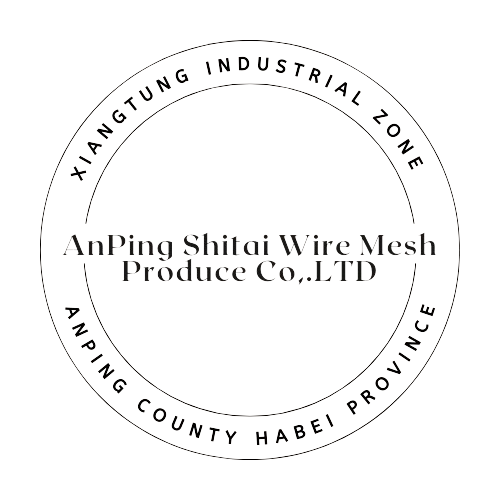 XIANGTUNG INDUSTRIAL ZONE
AnPing Shitai Wire Mesh
Produce Co,.LTD
ANPING COUNTY HABEI PROVINCE